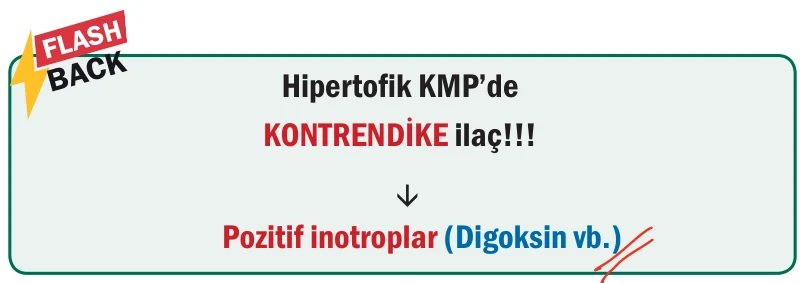 FLASH
BACK
Hipertofik KMP’de
KONTRENDİKE ilaç!!!
↓
Pozitif inotroplar (Digoksin vb.)